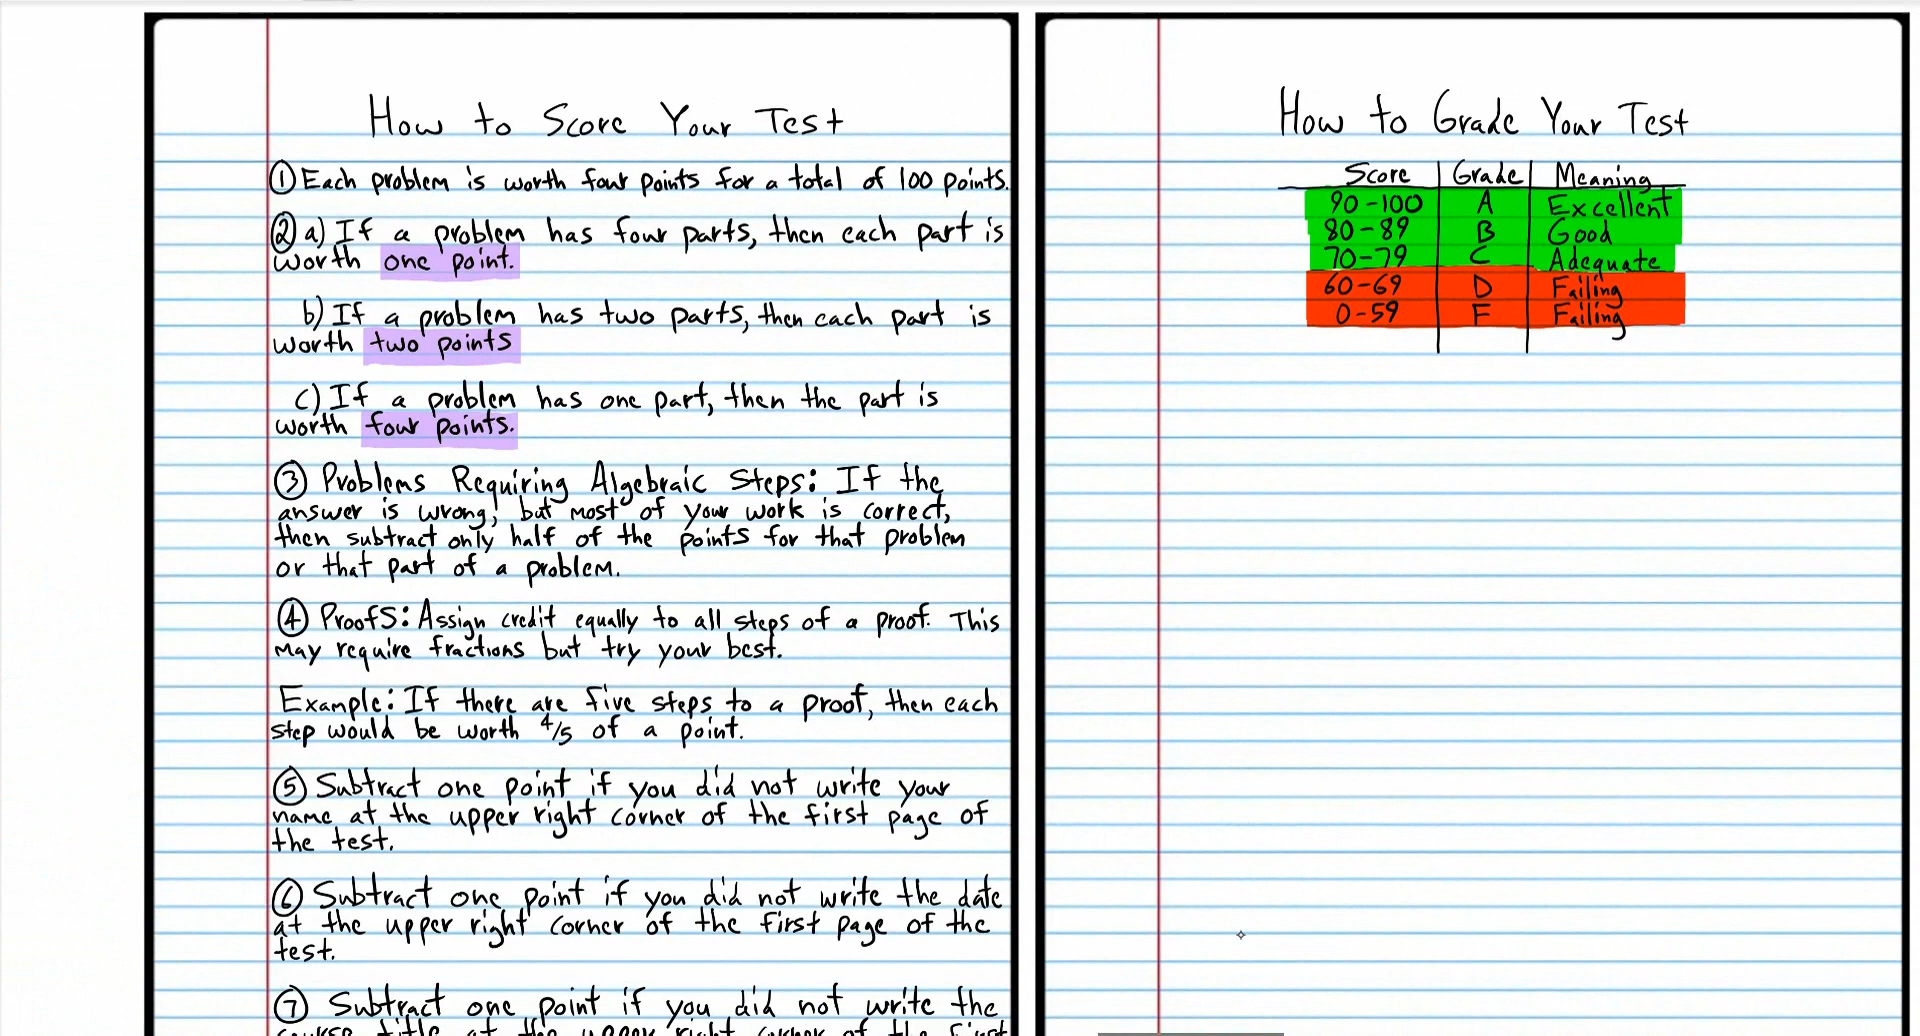 How to Score Your Test
① Each problem is worth four points for a total of 100 points.
② a) If a problem has four parts, then each part is
worth one point.
b) If a problem has two parts, then each part is
worth two points
c) If a problem has one part, then the part is
worth four points.
③ Problems Requiring Algebraic Steps: If the
answer is wrong, but most of your work is correct,
then subtract only half of the points for that problem
or that part of a problem.
④ Proofs: Assign credit equally to all steps of a proof. This
may require fractions but try your best.
Example: If there are five steps to a proof, then each
step would be worth 4/5 of a point.
⑤ Subtract one point if you did not write your
name at the upper right corner of the first page of
the test.
⑥ Subtract one point if you did not write the date
at the upper right corner of the first page of the
test.
⑦ Subtract one point if you did not write the
course title at the upper right corner of the first
How to Grade Your Test
Score Grade Meaning
90-100 A Excellent
80-89 B Good
70-79 C Adequate
60-69 D Failing
0-59 F Failing